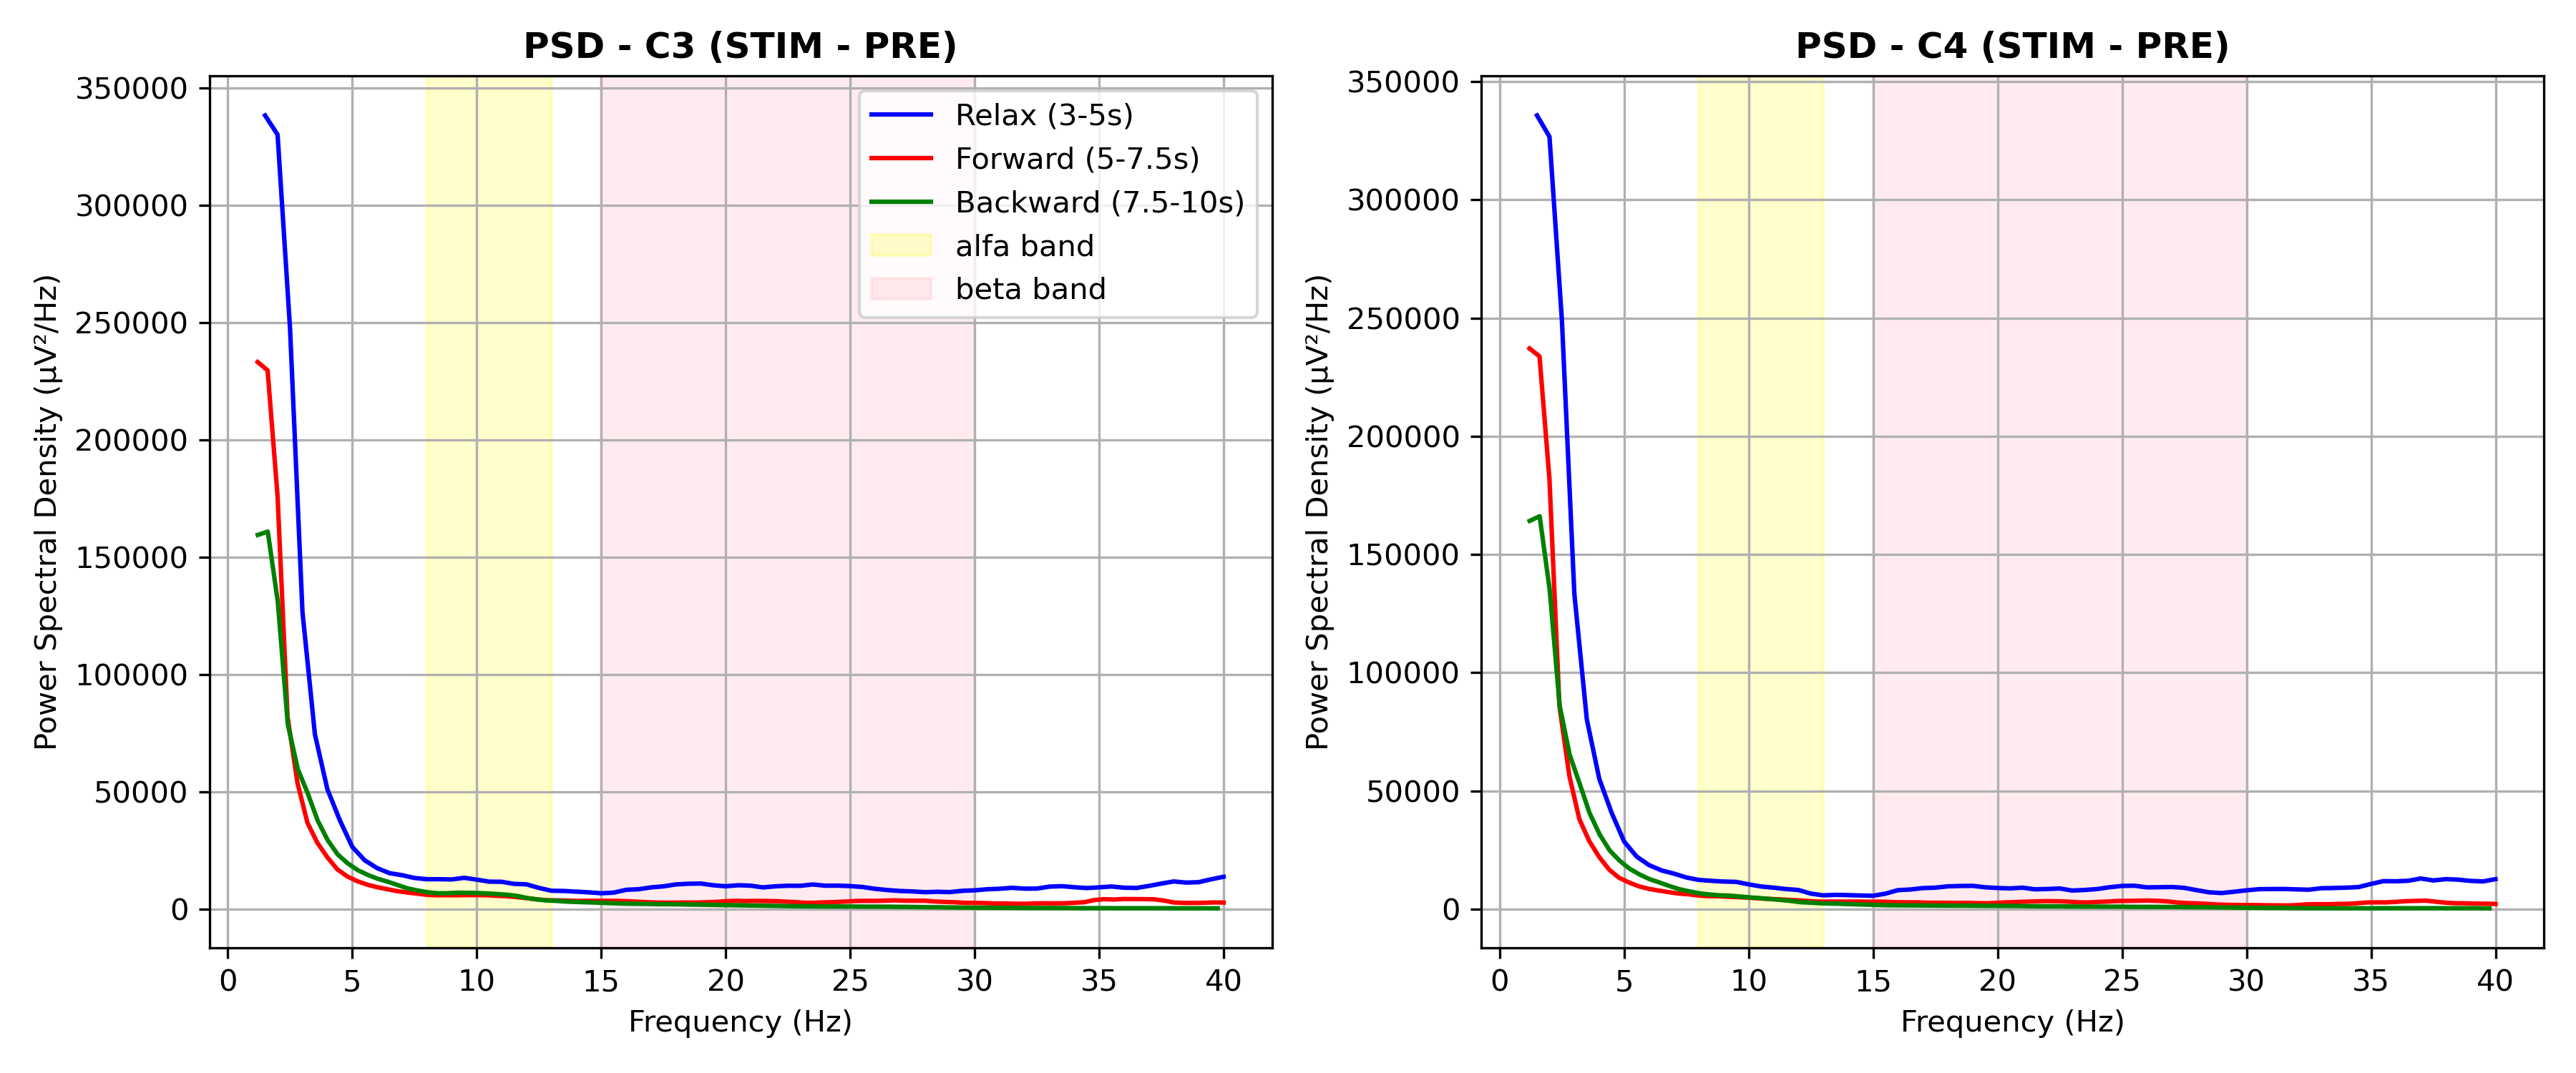 PSD - C3 (STIM - PRE)
Power Spectral Density (µV²/Hz)
350000
300000
250000
200000
150000
100000
50000
0
Relax (3-5s)
Forward (5-7.5s)
Backward (7.5-10s)
alfa band
beta band
0 5 10 15 20 25 30 35 40
Frequency (Hz)
PSD - C4 (STIM - PRE)
Power Spectral Density (µV²/Hz)
350000
300000
250000
200000
150000
100000
50000
0
0 5 10 15 20 25 30 35 40
Frequency (Hz)